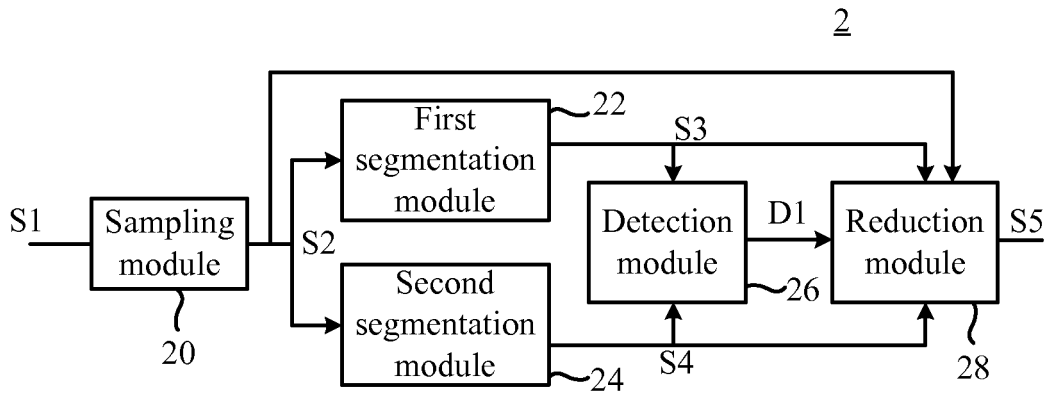 2
22
First
segmentation
module
S3
S1
Sampling
module
S2
Detection
module
D1
Reduction
module
S5
20
Second
segmentation
module
24
S4
26
28